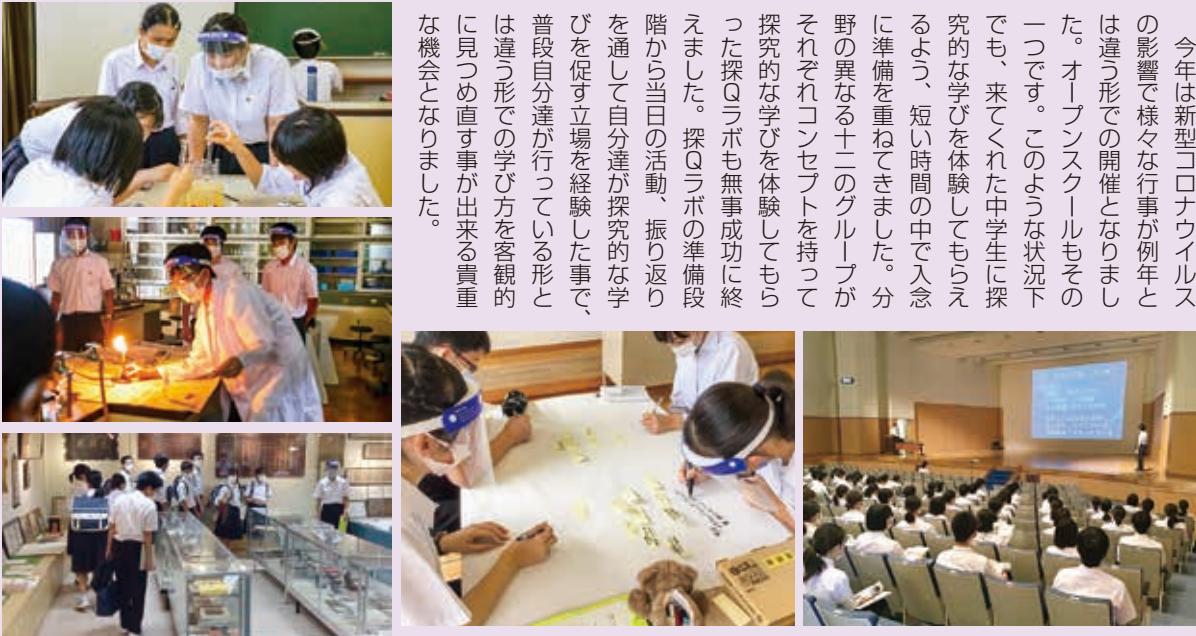 今年は新型コロナウイルス
の影響で様々な行事が例年と
は違う形での開催となりまし
た。オープンスクールもその
一つです。このような状況下
でも、来てくれた中学生に探
究的な学びを体験してもらえ
るよう、短い時間の中で入念
に準備を重ねてきました。分
野の異なる十二のグループが
それぞれコンセプトを持って
探究的な学びを体験してもら
った探Ｑラボも無事成功に終
えました。探Ｑラボの準備段
階から当日の活動、振り返り
を通して自分達が探究的な学
びを促す立場を経験した事で、
普段自分達が行っている形と
は違う形での学び方を客観的
に見つめ直す事が出来る貴重
な機会となりました。